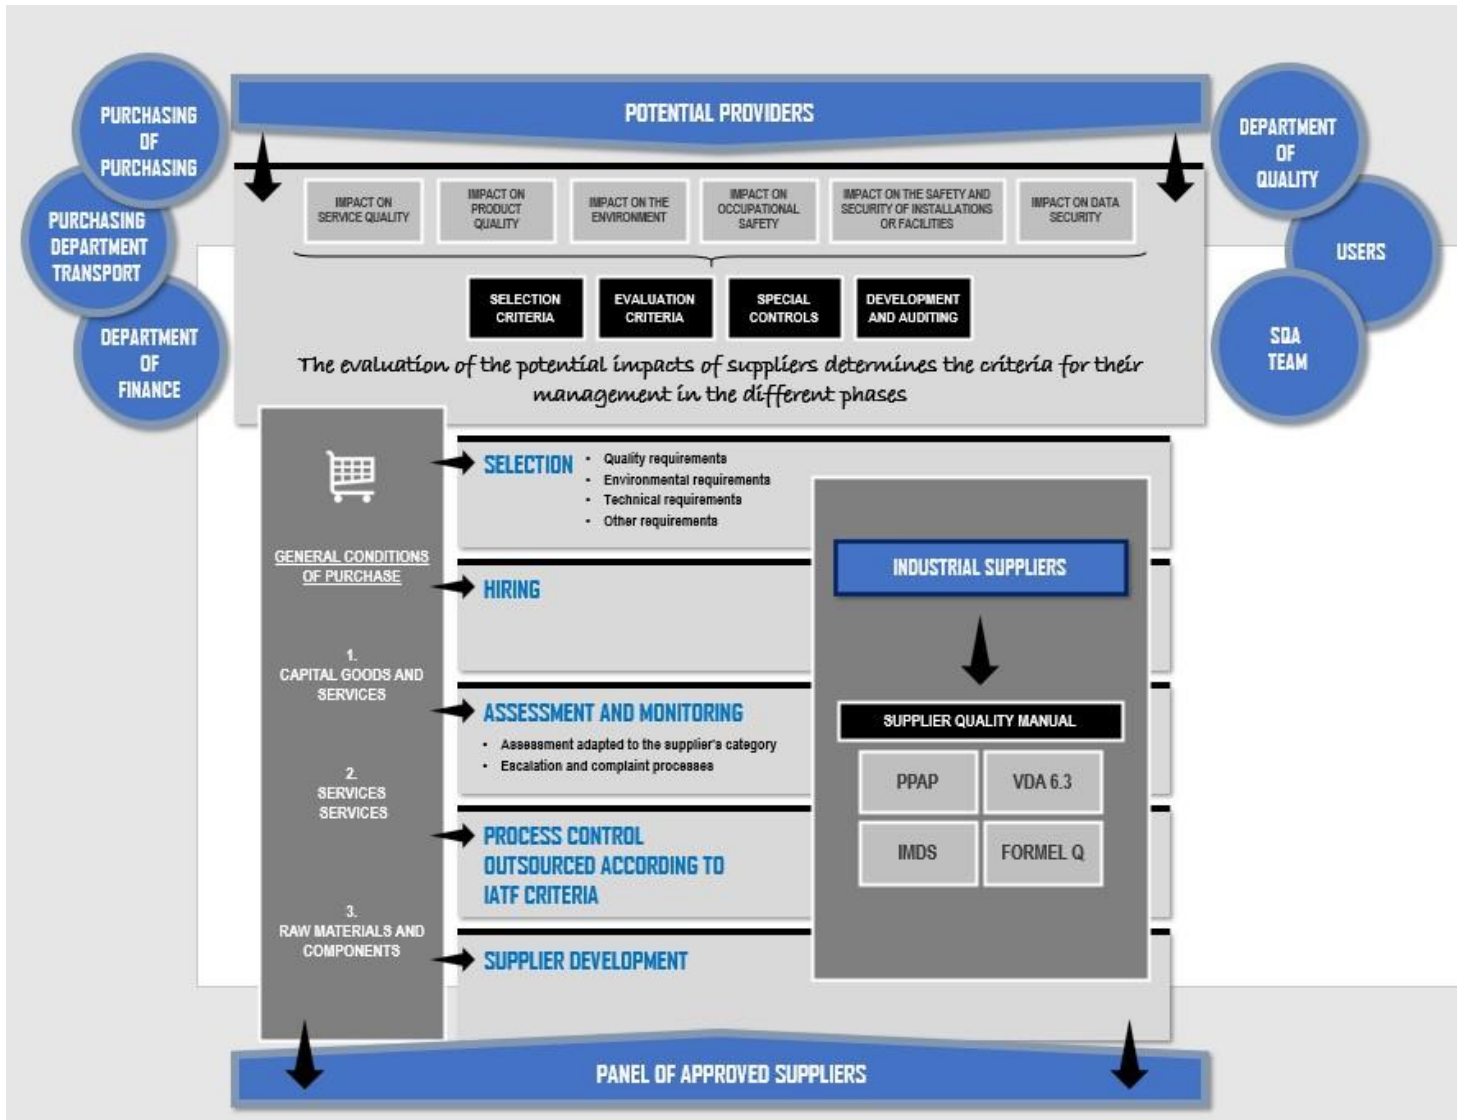 POTENTIAL PROVIDERS
PURCHASING
OF
PURCHASING
PURCHASING
DEPARTMENT
TRANSPORT
DEPARTMENT
OF
FINANCE
DEPARTMENT
OF
QUALITY
USERS
SQA
TEAM
IMPACT ON
SERVICE QUALITY
IMPACT ON
PRODUCT
QUALITY
IMPACT ON THE
ENVIRONMENT
IMPACT ON
OCCUPATIONAL
SAFETY
IMPACT ON THE SAFETY AND
SECURITY OF INSTALLATIONS
OR FACILITIES
IMPACT ON DATA
SECURITY
SELECTION
CRITERIA
EVALUATION
CRITERIA
SPECIAL
CONTROLS
DEVELOPMENT
AND AUDITING
The evaluation of the potential impacts of suppliers determines the criteria for their
management in the different phases
GENERAL CONDITIONS
OF PURCHASE
1.
CAPITAL GOODS AND
SERVICES
2.
SERVICES
SERVICES
3.
RAW MATERIALS AND
COMPONENTS
SELECTION
• Quality requirements
• Environmental requirements
• Technical requirements
• Other requirements
HIRING
ASSESSMENT AND MONITORING
• Assessment adapted to the supplier's category
• Escalation and complaint processes
PROCESS CONTROL
OUTSOURCED ACCORDING TO
IATF CRITERIA
SUPPLIER DEVELOPMENT
INDUSTRIAL SUPPLIERS
SUPPLIER QUALITY MANUAL
PPAP
VDA 6.3
IMDS
FORMEL Q
PANEL OF APPROVED SUPPLIERS